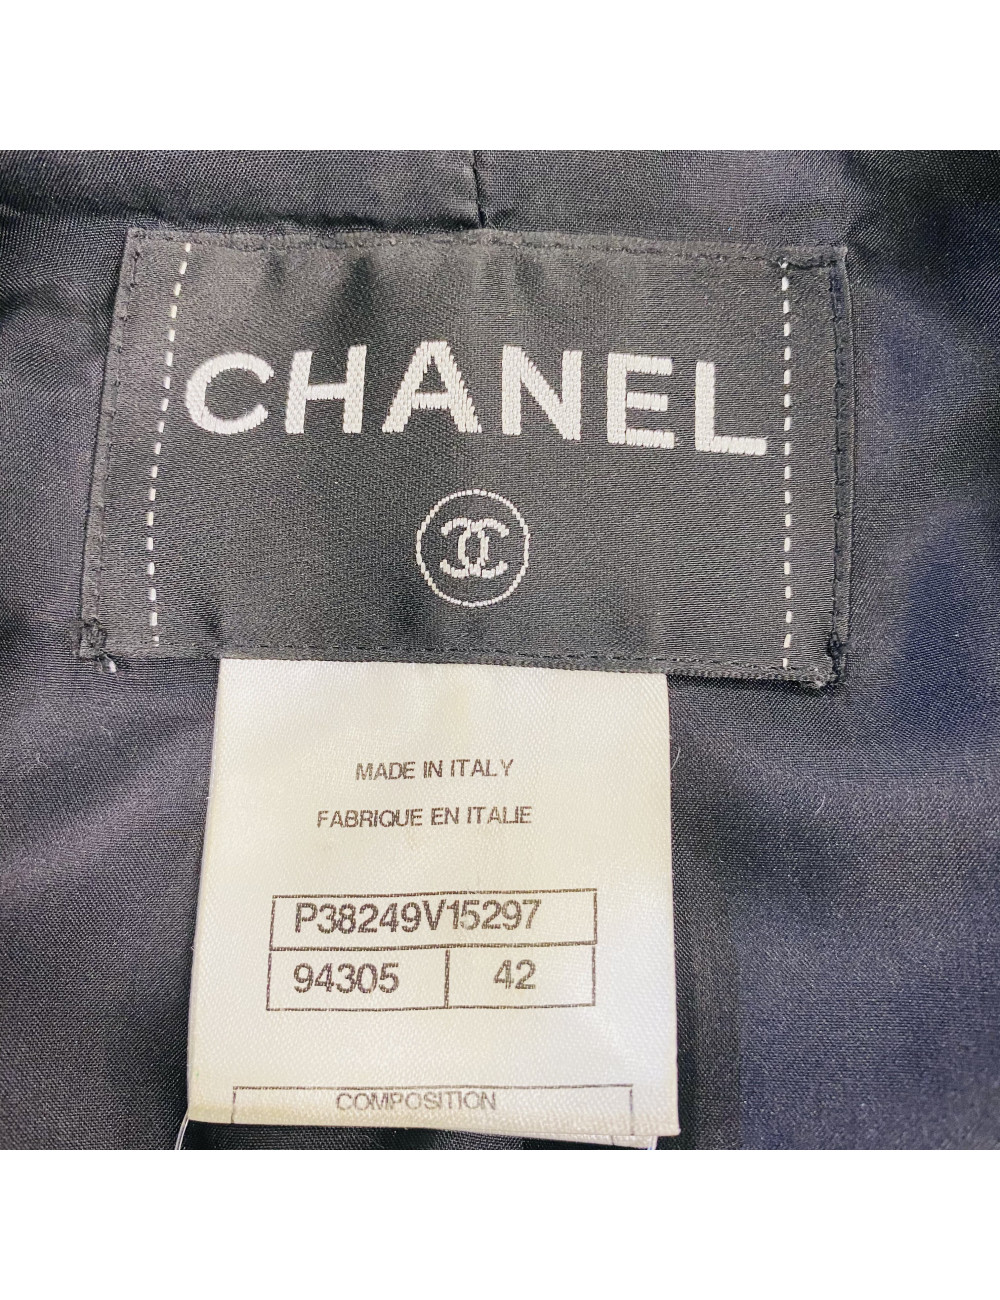 CHANEL
MADE IN ITALY
FABRIQUE EN ITALIE
P38249V15297
94305 42
COMPOSITION